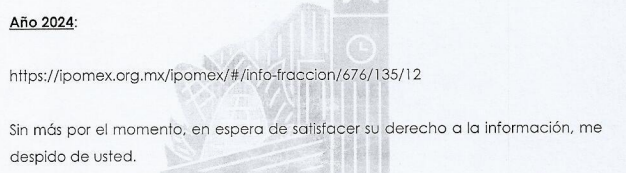 Año 2024:
https://ipomex.org.mx/ipomex/#/info-fraccion/676/135/12
Sin más por el momento, en espera de satisfacer su derecho a la información, me
despido de usted.